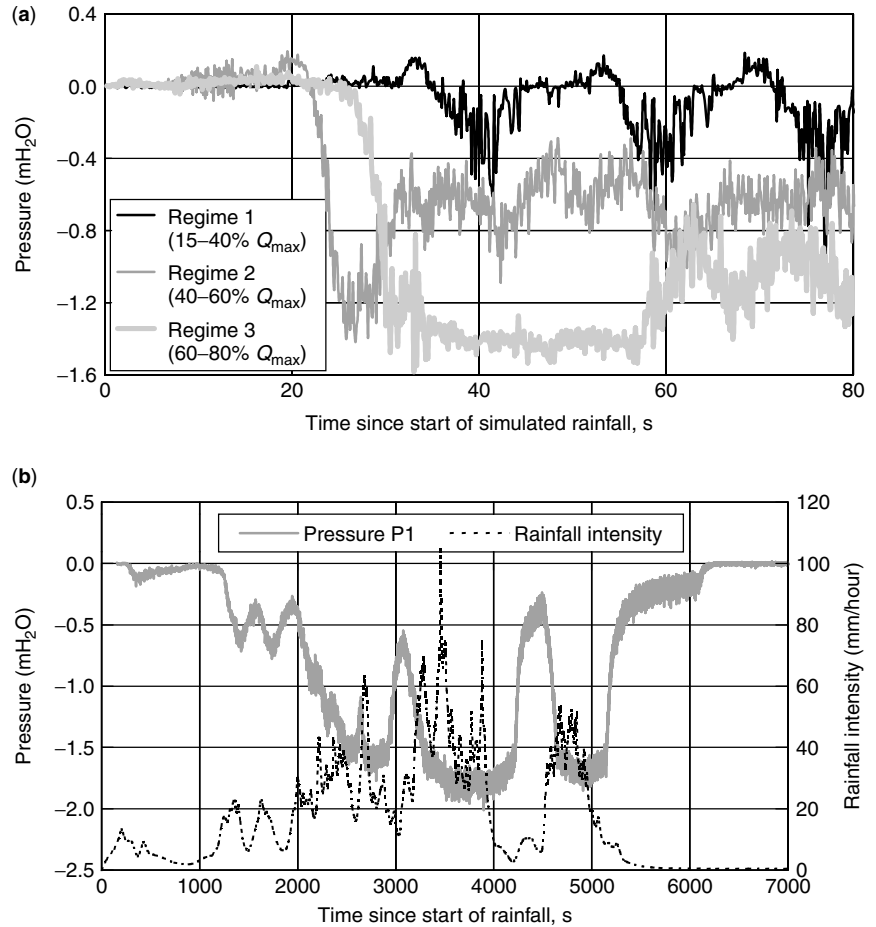 (a)
0.4
0.0
−0.4
−0.8
−1.2
−1.6
Pressure (mH2O)
Regime 1
(15–40% Qmax)
Regime 2
(40–60% Qmax)
Regime 3
(60–80% Qmax)
0 20 40 60 80
Time since start of simulated rainfall, s
(b)
0.5
0.0
−0.5
−1.0
−1.5
−2.0
−2.5
Pressure (mH2O)
Pressure P1 Rainfall intensity
120
100
80
60
40
20
0
Rainfall intensity (mm/hour)
0 1000 2000 3000 4000 5000 6000 7000
Time since start of rainfall, s